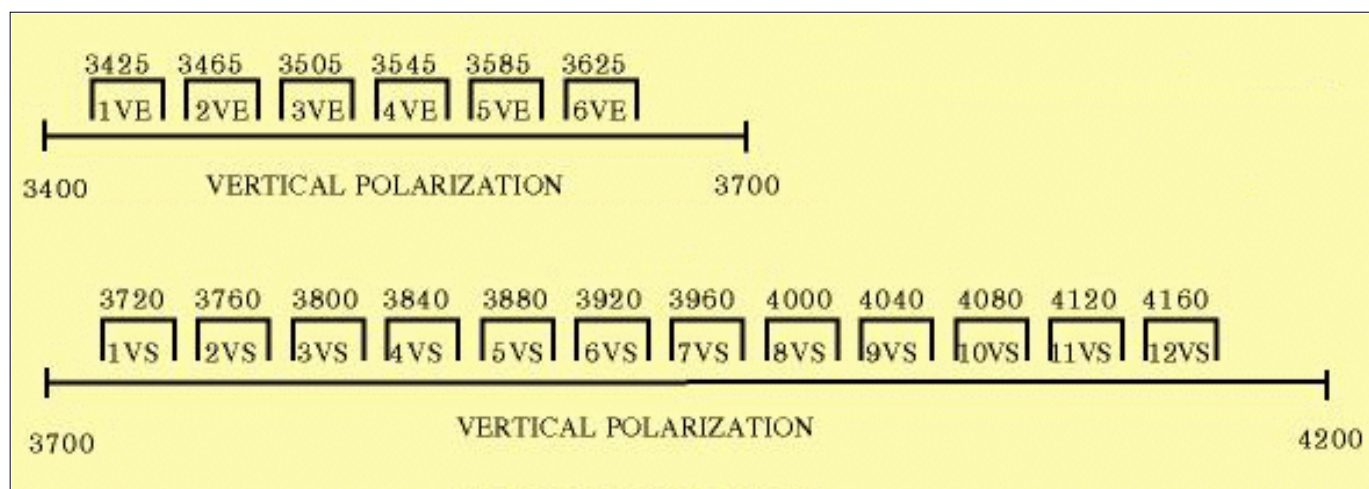 3425 3465 3505 3545 3585 3625
1VE 2VE 3VE 4VE 5VE 6VE
3400 VERTICAL POLARIZATION 3700
3720 3760 3800 3840 3880 3920 3960 4000 4040 4080 4120 4160
1VS 2VS 3VS 4VS 5VS 6VS 7VS 8VS 9VS 10VS 11VS 12VS
3700 VERTICAL POLARIZATION 4200